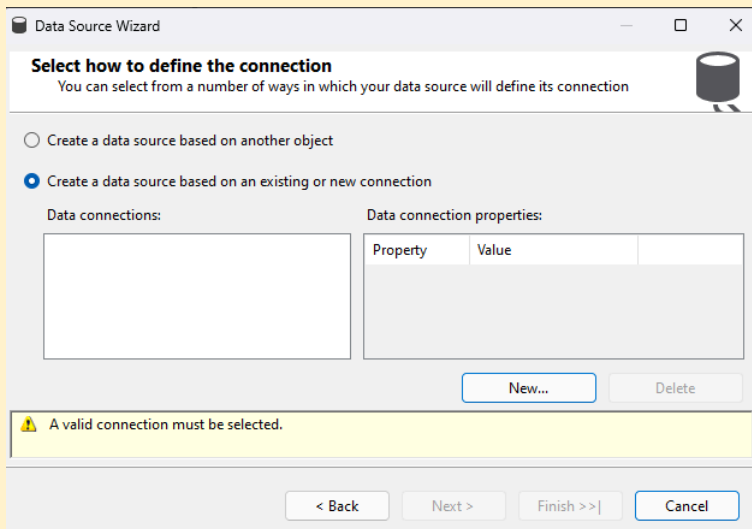 Data Source Wizard
Select how to define the connection
You can select from a number of ways in which your data source will define its connection
Create a data source based on another object
Create a data source based on an existing or new connection
Data connections:
Data connection properties:
Property Value
New... Delete
A valid connection must be selected.
< Back Next > Finish >>| Cancel